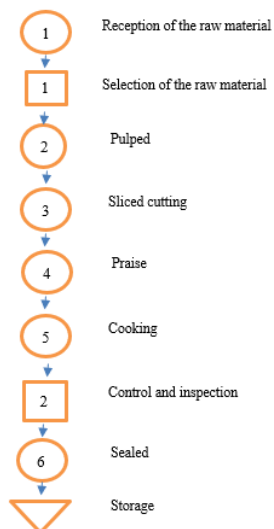 1 Reception of the raw material
1 Selection of the raw material
2 Pulped
3 Sliced cutting
4 Praise
5 Cooking
2 Control and inspection
6 Sealed
Storage